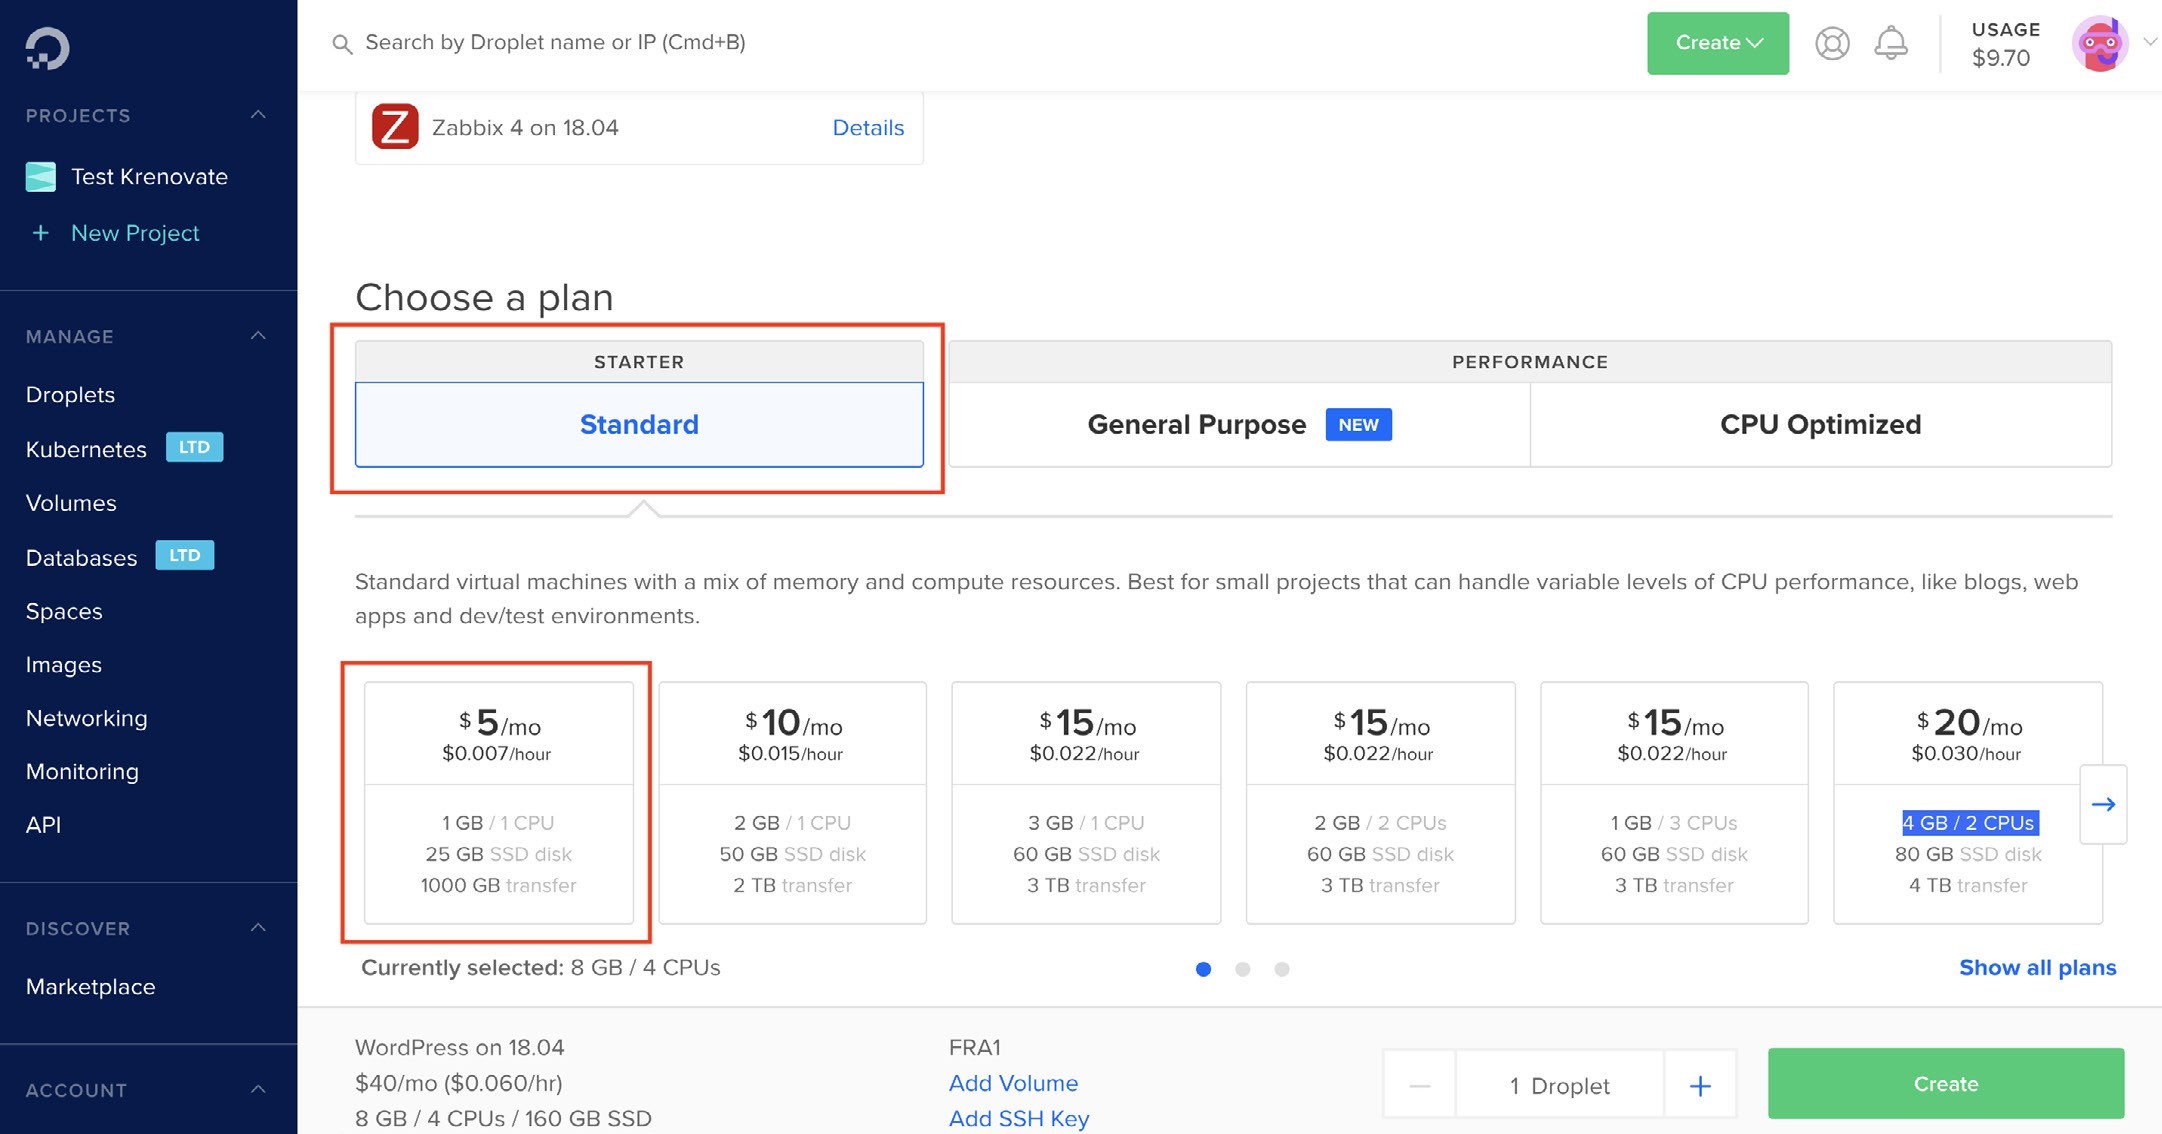 Search by Droplet name or IP (Cmd+B)
Create
USAGE
$9.70
PROJECTS
Test Krenovate
+ New Project
MANAGE
Droplets
Kubernetes LTD
Volumes
Databases LTD
Spaces
Images
Networking
Monitoring
API
DISCOVER
Marketplace
ACCOUNT
Z Zabbix 4 on 18.04 Details
Choose a plan
STARTER
Standard
PERFORMANCE
General Purpose NEW
CPU Optimized
Standard virtual machines with a mix of memory and compute resources. Best for small projects that can handle variable levels of CPU performance, like blogs, web
apps and dev/test environments.
$5/mo
$0.007/hour
1 GB / 1 CPU
25 GB SSD disk
1000 GB transfer
$10/mo
$0.015/hour
2 GB / 1 CPU
50 GB SSD disk
2 TB transfer
$15/mo
$0.022/hour
3 GB / 1 CPU
60 GB SSD disk
3 TB transfer
$15/mo
$0.022/hour
2 GB / 2 CPUs
60 GB SSD disk
3 TB transfer
$15/mo
$0.022/hour
1 GB / 3 CPUs
60 GB SSD disk
3 TB transfer
$20/mo
$0.030/hour
4 GB / 2 CPUs
80 GB SSD disk
4 TB transfer
Currently selected: 8 GB / 4 CPUs
Show all plans
WordPress on 18.04
$40/mo ($0.060/hr)
8 GB / 4 CPUs / 160 GB SSD
FRA1
Add Volume
Add SSH Key
− 1 Droplet +
Create